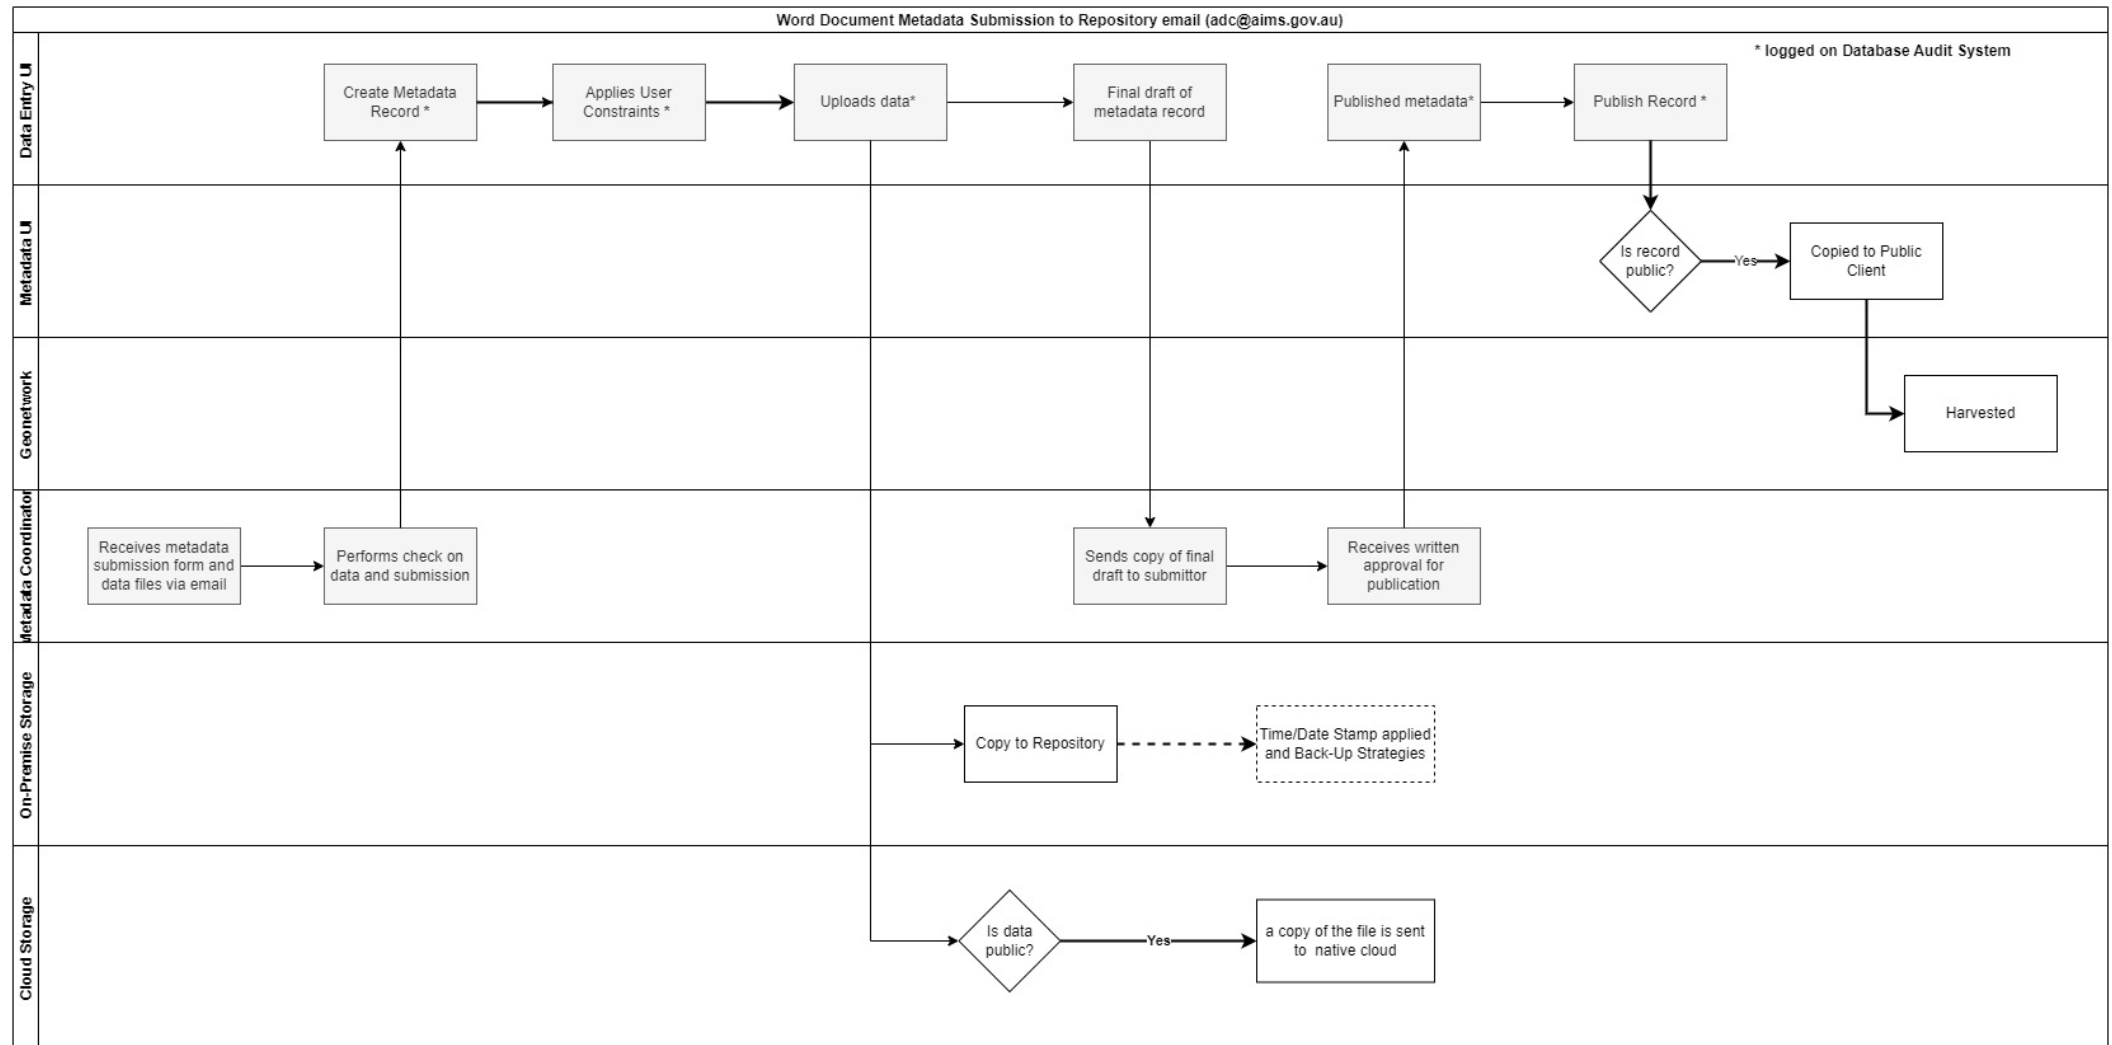 Word Document Metadata Submission to Repository email (adc@aims.gov.au)
* logged on Database Audit System
Data Entry UI
Create Metadata
Record *
Applies User
Constraints *
Uploads data*
Final draft of
metadata record
Published metadata*
Publish Record *
Metadata UI
Is record
public?
Yes
Copied to Public
Client
Geonetwork
Harvested
Metadata Coordinator
Receives metadata
submission form and
data files via email
Performs check on
data and submission
Sends copy of final
draft to submittor
Receives written
approval for
publication
On-Premise Storage
Copy to Repository
Time/Date Stamp applied
and Back-Up Strategies
Cloud Storage
Is data
public?
Yes
a copy of the file is sent
to native cloud